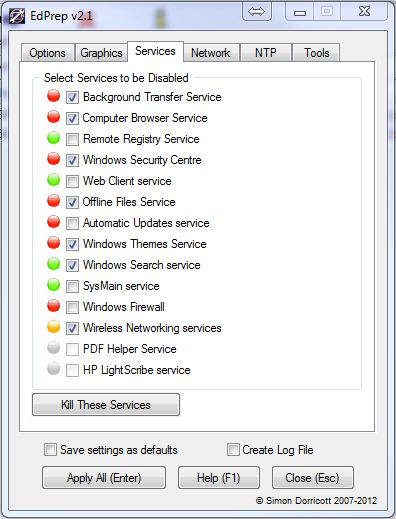 EdPrep v2.1
Options Graphics Services Network NTP Tools
Select Services to be Disabled
Background Transfer Service
Computer Browser Service
Remote Registry Service
Windows Security Centre
Web Client service
Offline Files Service
Automatic Updates service
Windows Themes Service
Windows Search service
SysMain service
Windows Firewall
Wireless Networking services
PDF Helper Service
HP LightScribe service
Kill These Services
Save settings as defaults Create Log File
Apply All (Enter) Help (F1) Close (Esc)
© Simon Dorricott 2007-2012